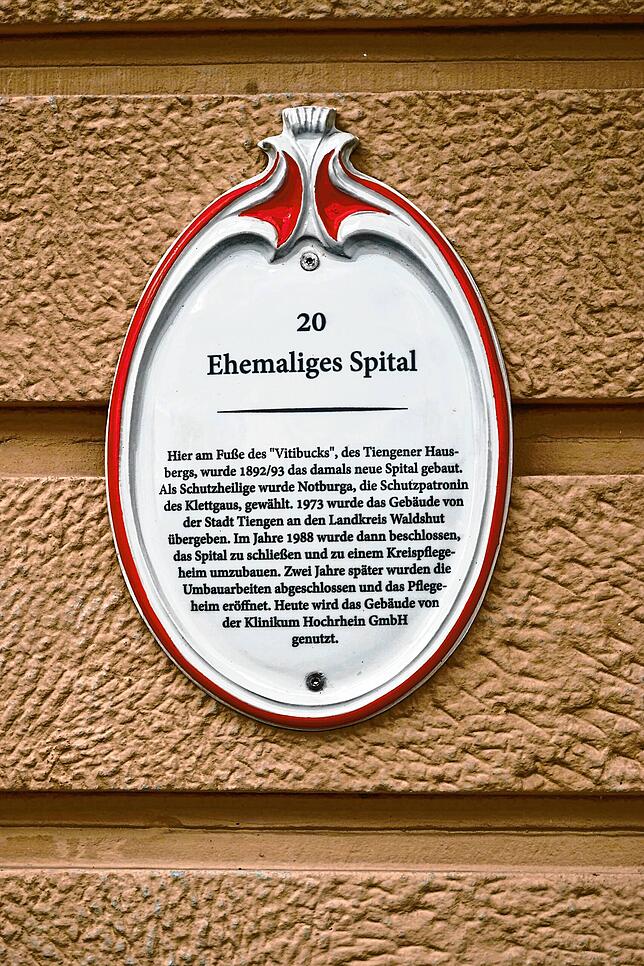 20
Ehemaliges Spital
Hier am Fuße des "Vitibucks", des Tiengener Haus-
bergs, wurde 1892/93 das damals neue Spital gebaut.
Als Schutzheilige wurde Notburga, die Schutzpatronin
des Klettgaus, gewählt. 1973 wurde das Gebäude von
der Stadt Tiengen an den Landkreis Waldshut
übergeben. Im Jahre 1988 wurde dann beschlossen,
das Spital zu schließen und zu einem Kreispflege-
heim umzubauen. Zwei Jahre später wurden die
Umbauarbeiten abgeschlossen und das Pflege-
heim eröffnet. Heute wird das Gebäude von
der Klinikum Hochrhein GmbH
genutzt.